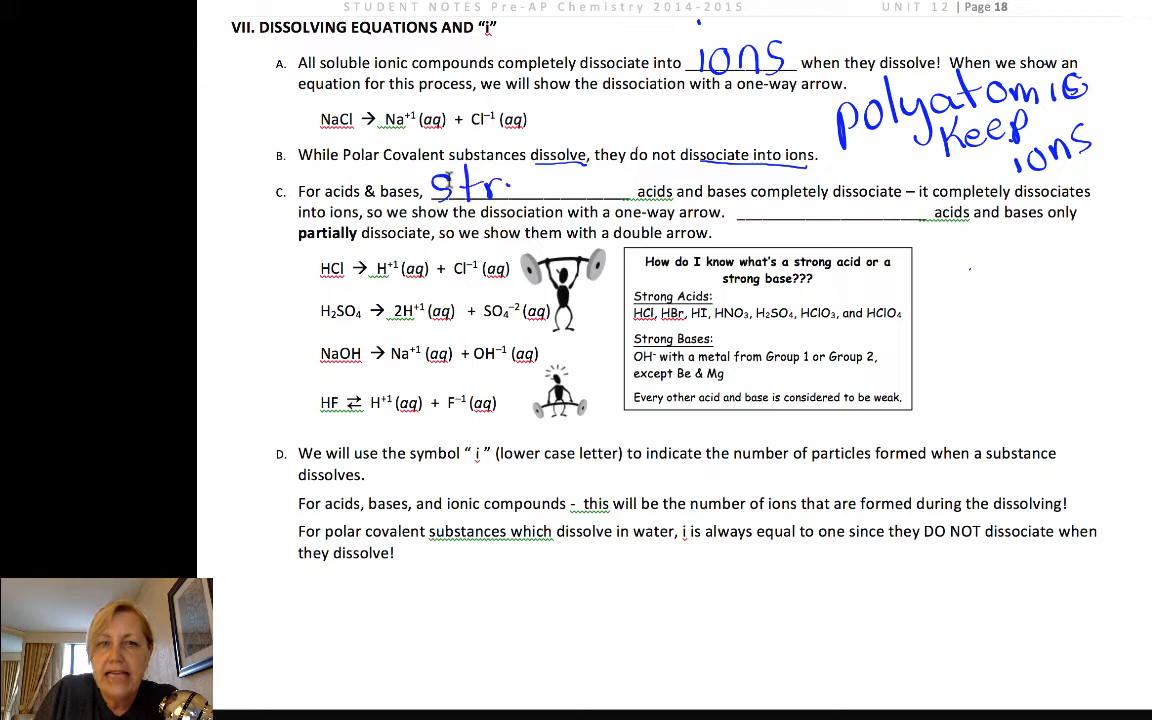 STUDENT NOTES Pre-AP Chemistry 2014-2015 UNIT 12 | Page 18
VII. DISSOLVING EQUATIONS AND “i”
A. All soluble ionic compounds completely dissociate into ions when they dissolve! When we show an
equation for this process, we will show the dissociation with a one-way arrow.
polyatomic
keep
ions
NaCl → Na⁺¹ (aq) + Cl⁻¹ (aq)
B. While Polar Covalent substances dissolve, they do not dissociate into ions.
C. For acids & bases, str acids and bases completely dissociate – it completely dissociates
into ions, so we show the dissociation with a one-way arrow. ____________________ acids and bases only
partially dissociate, so we show them with a double arrow.
HCl → H⁺¹ (aq) + Cl⁻¹ (aq)
H₂SO₄ → 2H⁺¹ (aq) + SO₄⁻² (aq)
NaOH → Na⁺¹ (aq) + OH⁻¹ (aq)
HF ⇄ H⁺¹ (aq) + F⁻¹ (aq)
How do I know what's a strong acid or a
strong base???
Strong Acids:
HCl, HBr, HI, HNO₃, H₂SO₄, HClO₃, and HClO₄
Strong Bases:
OH⁻ with a metal from Group 1 or Group 2,
except Be & Mg
Every other acid and base is considered to be weak.
D. We will use the symbol “ i ” (lower case letter) to indicate the number of particles formed when a substance
dissolves.
For acids, bases, and ionic compounds - this will be the number of ions that are formed during the dissolving!
For polar covalent substances which dissolve in water, i is always equal to one since they DO NOT dissociate when
they dissolve!